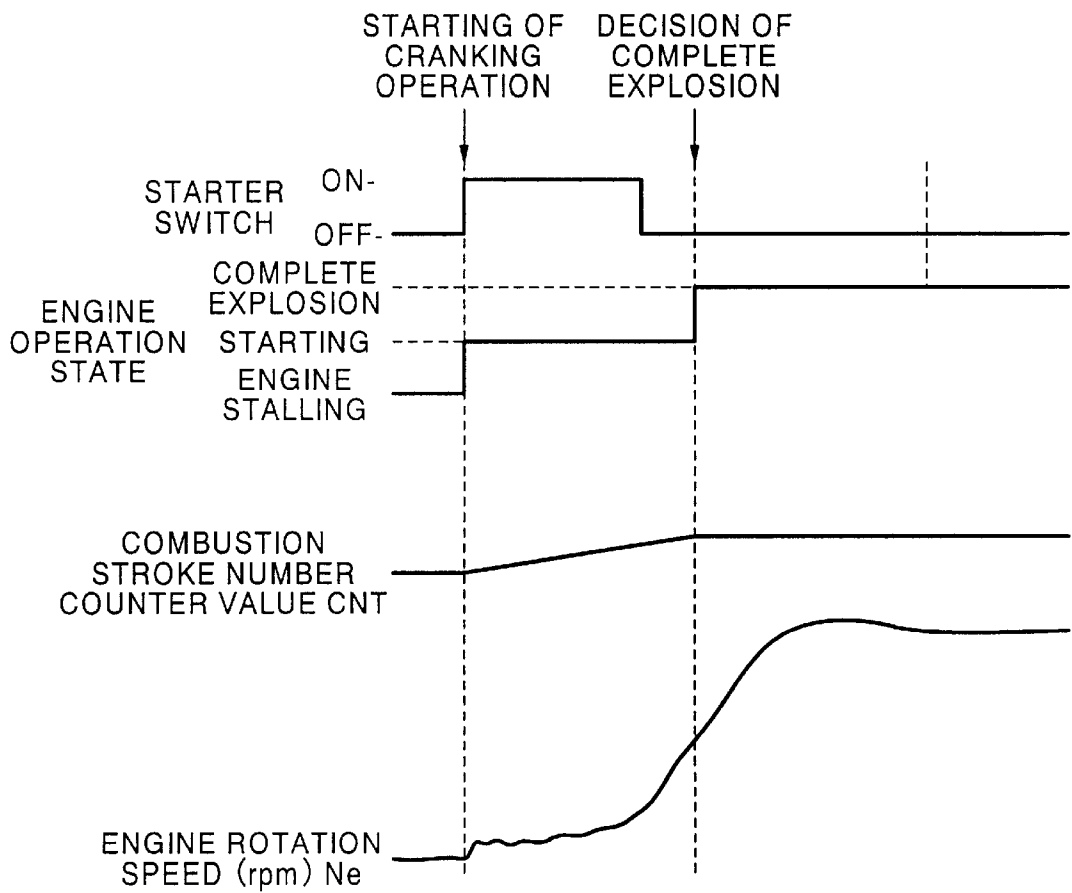 STARTING OF
CRANKING
OPERATION
DECISION OF
COMPLETE
EXPLOSION
STARTER
SWITCH
ON-
OFF-
ENGINE
OPERATION
STATE
COMPLETE
EXPLOSION
STARTING
ENGINE
STALLING
COMBUSTION
STROKE NUMBER
COUNTER VALUE CNT
ENGINE ROTATION
SPEED (rpm) Ne